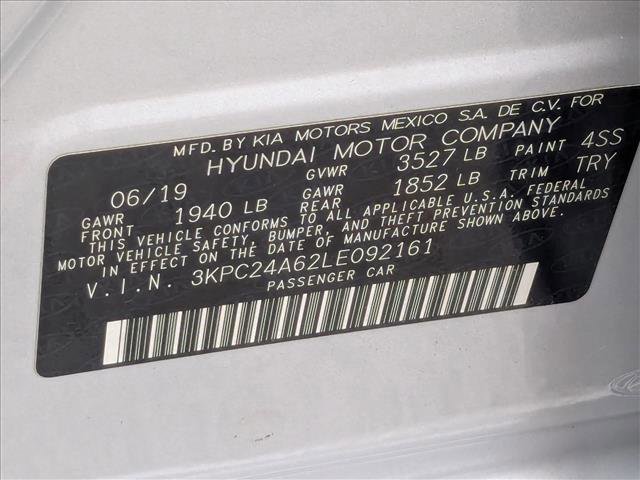 MFD. BY KIA MOTORS MEXICO S.A. DE C.V. FOR
HYUNDAI MOTOR COMPANY
06/19 GVWR 3527 LB PAINT 4SS
GAWR FRONT 1940 LB GAWR REAR 1852 LB TRIM TRY
THIS VEHICLE CONFORMS TO ALL APPLICABLE U.S.A. FEDERAL
MOTOR VEHICLE SAFETY, BUMPER, AND THEFT PREVENTION STANDARDS
IN EFFECT ON THE DATE OF MANUFACTURE SHOWN ABOVE.
V.I.N. 3KPC24A62LE092161
PASSENGER CAR